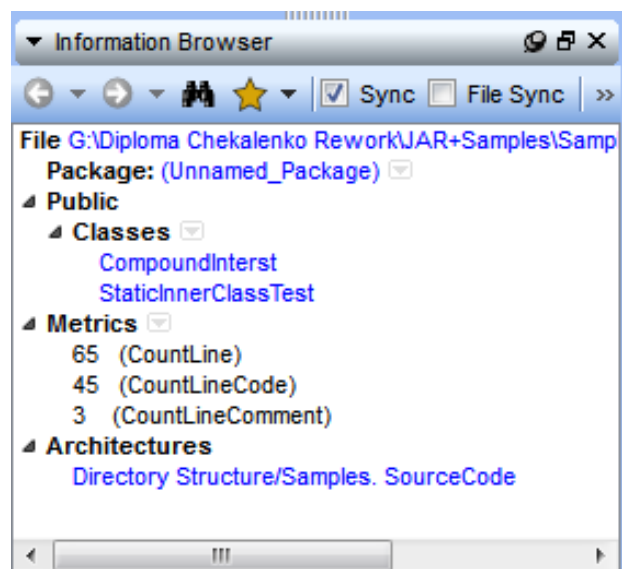 Information Browser
Sync File Sync »
File G:\Diploma Chekalenko Rework\JAR+Samples\Samp
Package: (Unnamed_Package)
Public
Classes
CompoundInterst
StaticInnerClassTest
Metrics
65 (CountLine)
45 (CountLineCode)
3 (CountLineComment)
Architectures
Directory Structure/Samples. SourceCode